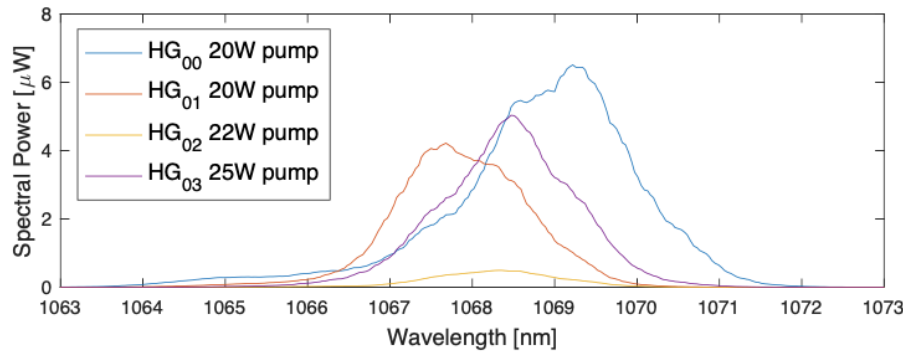 8
6
4
2
0
Spectral Power [μW]
HG00 20W pump
HG01 20W pump
HG02 22W pump
HG03 25W pump
1063 1064 1065 1066 1067 1068 1069 1070 1071 1072 1073
Wavelength [nm]